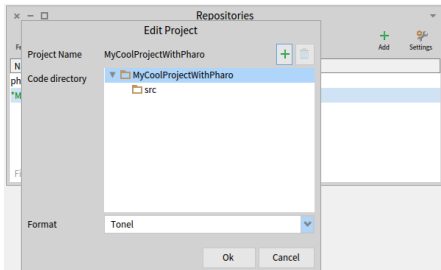 Repositories
Edit Project
Add
Settings
Project Name
MyCoolProjectWithPharo
Code directory
MyCoolProjectWithPharo
src
Format
Tonel
Ok
Cancel